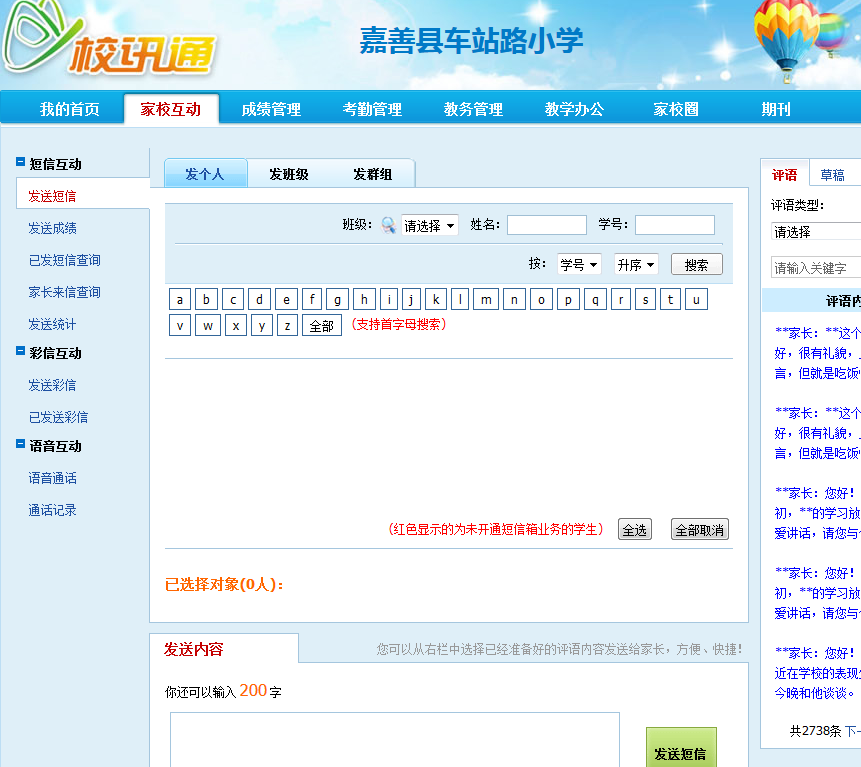 校讯通
嘉善县车站路小学
我的首页 家校互动 成绩管理 考勤管理 教务管理 教学办公 家校圈 期刊
短信互动
发送短信
发送成绩
已发短信查询
家长来信查询
发送统计
彩信互动
发送彩信
已发送彩信
语音互动
语音通话
通话记录
发个人 发班级 发群组
班级: 请选择 姓名: 学号:
按: 学号 升序 搜索
a b c d e f g h i j k l m n o p q r s t u
v w x y z 全部 (支持首字母搜索)
(红色显示的为未开通短信箱业务的学生) 全选 全部取消
已选择对象(0人):
发送内容 您可以从右栏中选择已经准备好的评语内容发送给家长，方便、快捷!
你还可以输入 200 字
发送短信
评语 草稿
评语类型:
请选择
请输入关键字
评语内
**家长: **这个
好，很有礼貌，
言，但就是吃饭
**家长: **这个
好，很有礼貌，
言，但就是吃饭
**家长: 您好!
初，**的学习放
爱讲话，请您与
**家长: 您好!
初，**的学习放
爱讲话，请您与
**家长: 您好!
近在学校的表现
今晚和他谈谈。
共2738条 下一